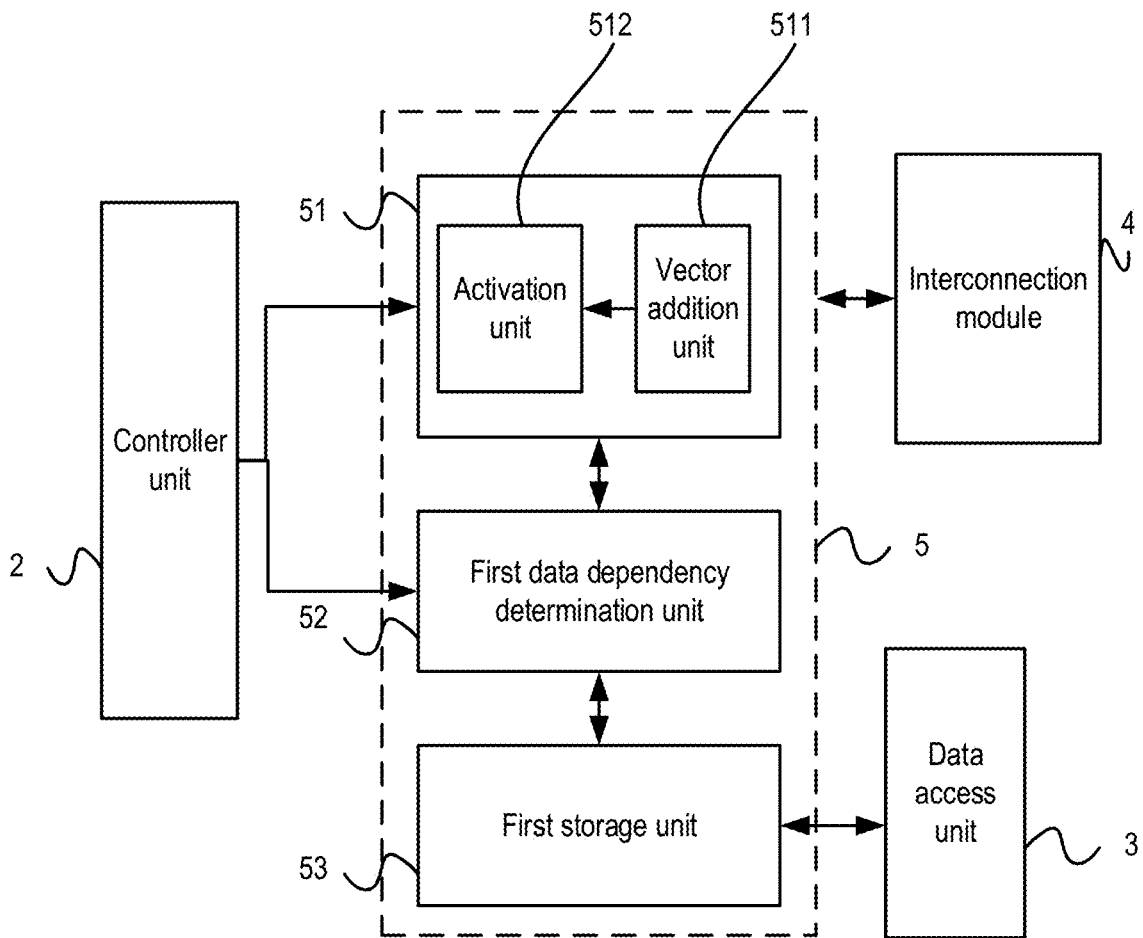 512
511
51
Activation
unit
Vector
addition
unit
4
Interconnection
module
Controller
unit
2
First data dependency
determination unit
5
52
First storage unit
Data
access
unit
53
3